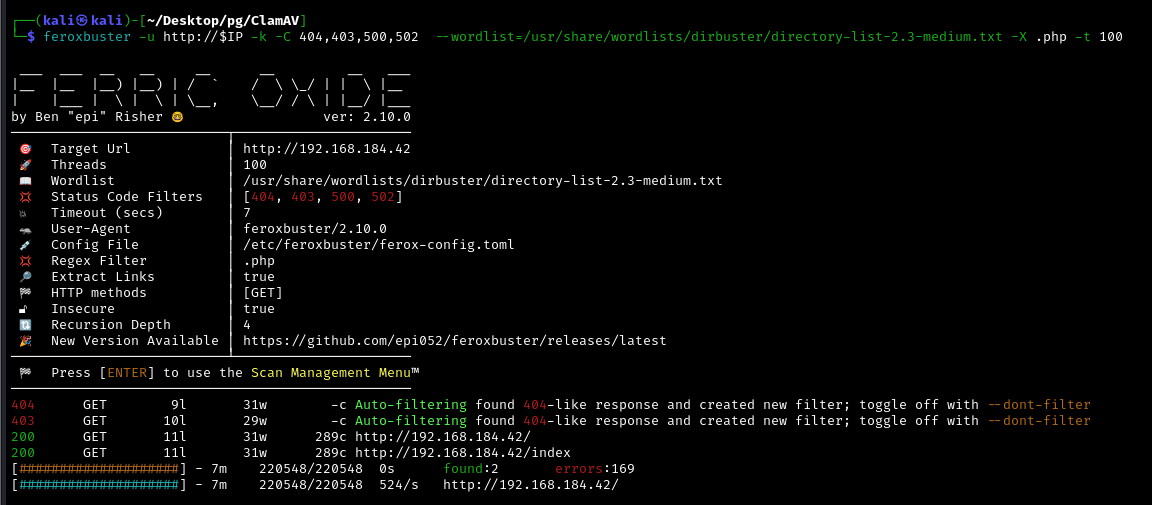 ┌──(kali㉿kali)-[~/Desktop/pg/ClamAV]
└─$ feroxbuster -u http://$IP -k -C 404,403,500,502  --wordlist=/usr/share/wordlists/dirbuster/directory-list-2.3-medium.txt -X .php -t 100
FERRIC OXIDE
by Ben "epi" Risher 🤓                 ver: 2.10.0
🎯  Target Url            │ http://192.168.184.42
🚀  Threads               │ 100
📖  Wordlist              │ /usr/share/wordlists/dirbuster/directory-list-2.3-medium.txt
💢  Status Code Filters   │ [404, 403, 500, 502]
💥  Timeout (secs)        │ 7
🦡  User-Agent            │ feroxbuster/2.10.0
💉  Config File           │ /etc/feroxbuster/ferox-config.toml
💢  Regex Filter          │ .php
🔎  Extract Links         │ true
🏁  HTTP methods          │ [GET]
🔓  Insecure              │ true
🔃  Recursion Depth       │ 4
🎉  New Version Available │ https://github.com/epi052/feroxbuster/releases/latest
🏁  Press [ENTER] to use the Scan Management Menu™
404      GET        9l       31w        -c Auto-filtering found 404-like response and created new filter; toggle off with --dont-filter
403      GET       10l       29w        -c Auto-filtering found 404-like response and created new filter; toggle off with --dont-filter
200      GET       11l       31w      289c http://192.168.184.42/
200      GET       11l       31w      289c http://192.168.184.42/index
[####################] - 7m    220548/220548  0s      found:2       errors:169
[####################] - 7m    220548/220548  524/s   http://192.168.184.42/